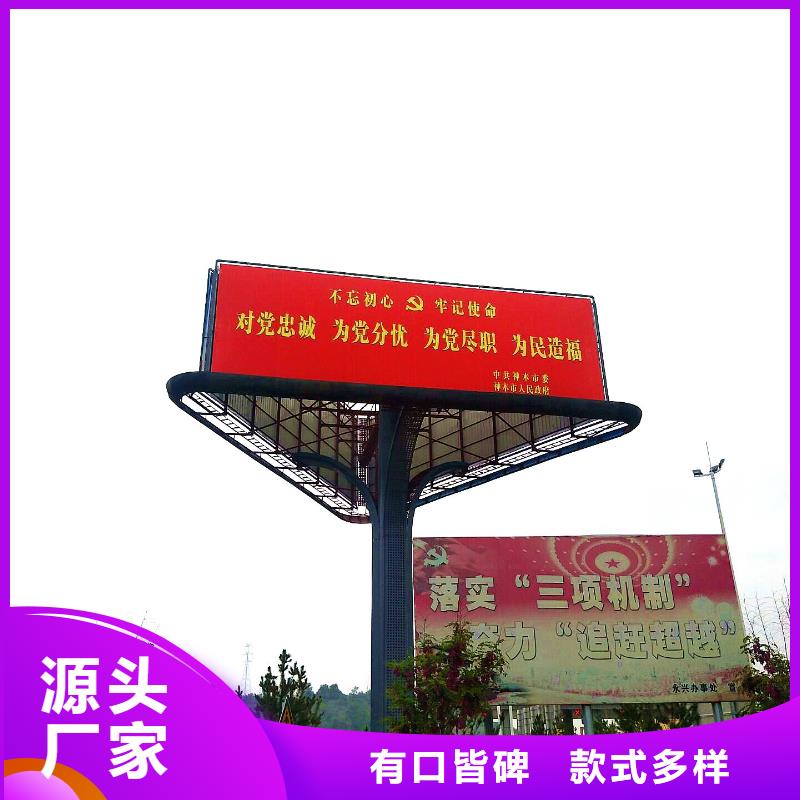 不忘初心 牢记使命
对党忠诚 为党分忧 为党尽职 为民造福
中共神木市委
神木市人民政府
落实“三项机制”
奋力“追赶超越”
永兴办事处 宣
源头
厂家
有口皆碑 款式多样